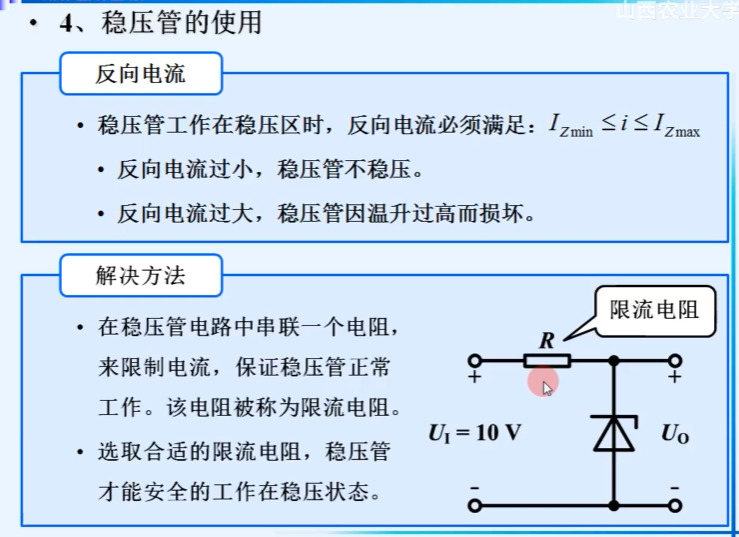 山西农业大学
• 4、稳压管的使用
反向电流
• 稳压管工作在稳压区时，反向电流必须满足：I_{Zmin} ≤ i ≤ I_{Zmax}
• 反向电流过小，稳压管不稳压。
• 反向电流过大，稳压管因温升过高而损坏。
解决方法
• 在稳压管电路中串联一个电阻，
来限制电流，保证稳压管正常
工作。该电阻被称为限流电阻。
• 选取合适的限流电阻，稳压管
才能安全的工作在稳压状态。
限流电阻
R
+ +
U_I = 10 V U_O
- -